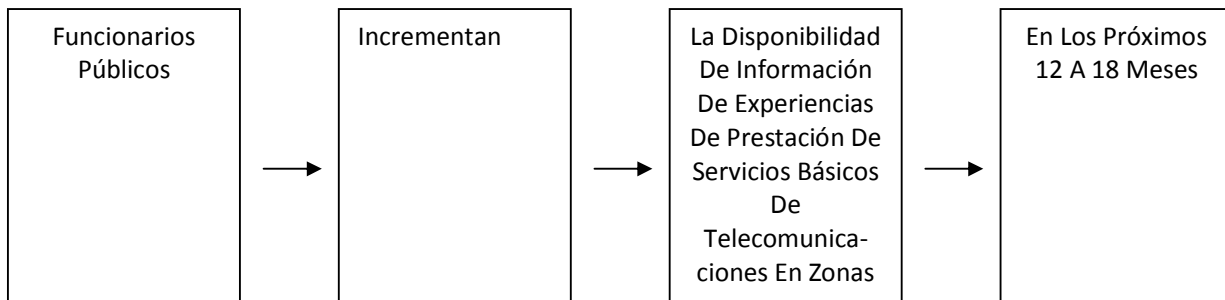 Funcionarios
Públicos
Incrementan
La Disponibilidad
De Información
De Experiencias
De Prestación De
Servicios Básicos
De
Telecomunica-
ciones En Zonas
En Los Próximos
12 A 18 Meses